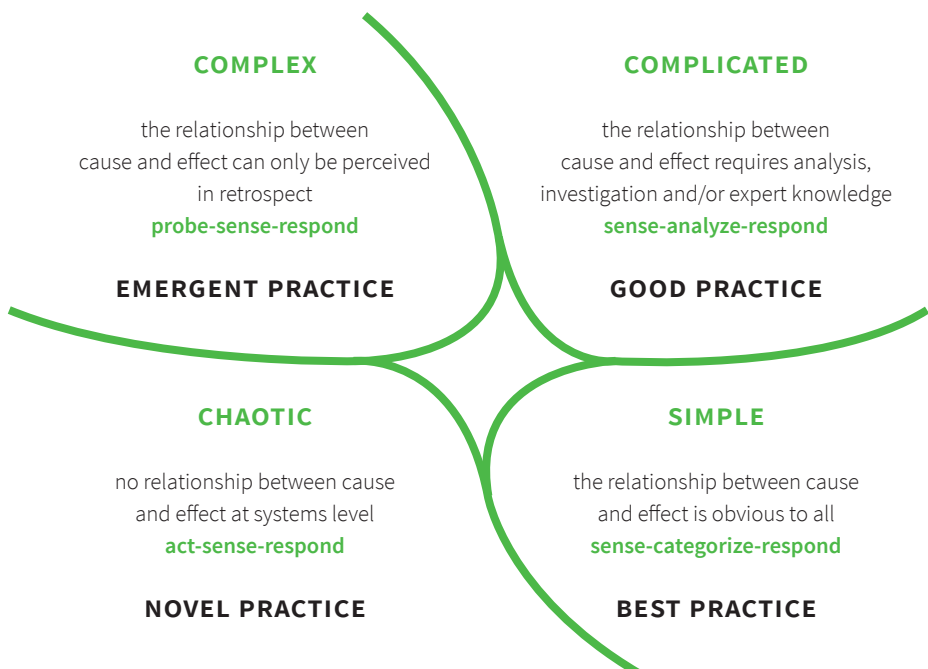 COMPLEX
the relationship between
cause and effect can only be perceived
in retrospect
probe-sense-respond
EMERGENT PRACTICE
COMPLICATED
the relationship between
cause and effect requires analysis,
investigation and/or expert knowledge
sense-analyze-respond
GOOD PRACTICE
CHAOTIC
no relationship between cause
and effect at systems level
act-sense-respond
NOVEL PRACTICE
SIMPLE
the relationship between cause
and effect is obvious to all
sense-categorize-respond
BEST PRACTICE